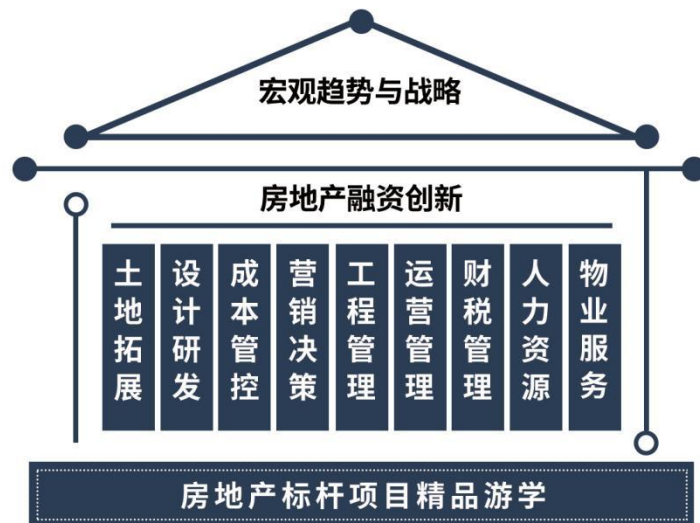 宏观趋势与战略
房地产融资创新
土地拓展
设计研发
成本管控
营销决策
工程管理
运营管理
财税管理
人力资源
物业服务
房地产标杆项目精品游学